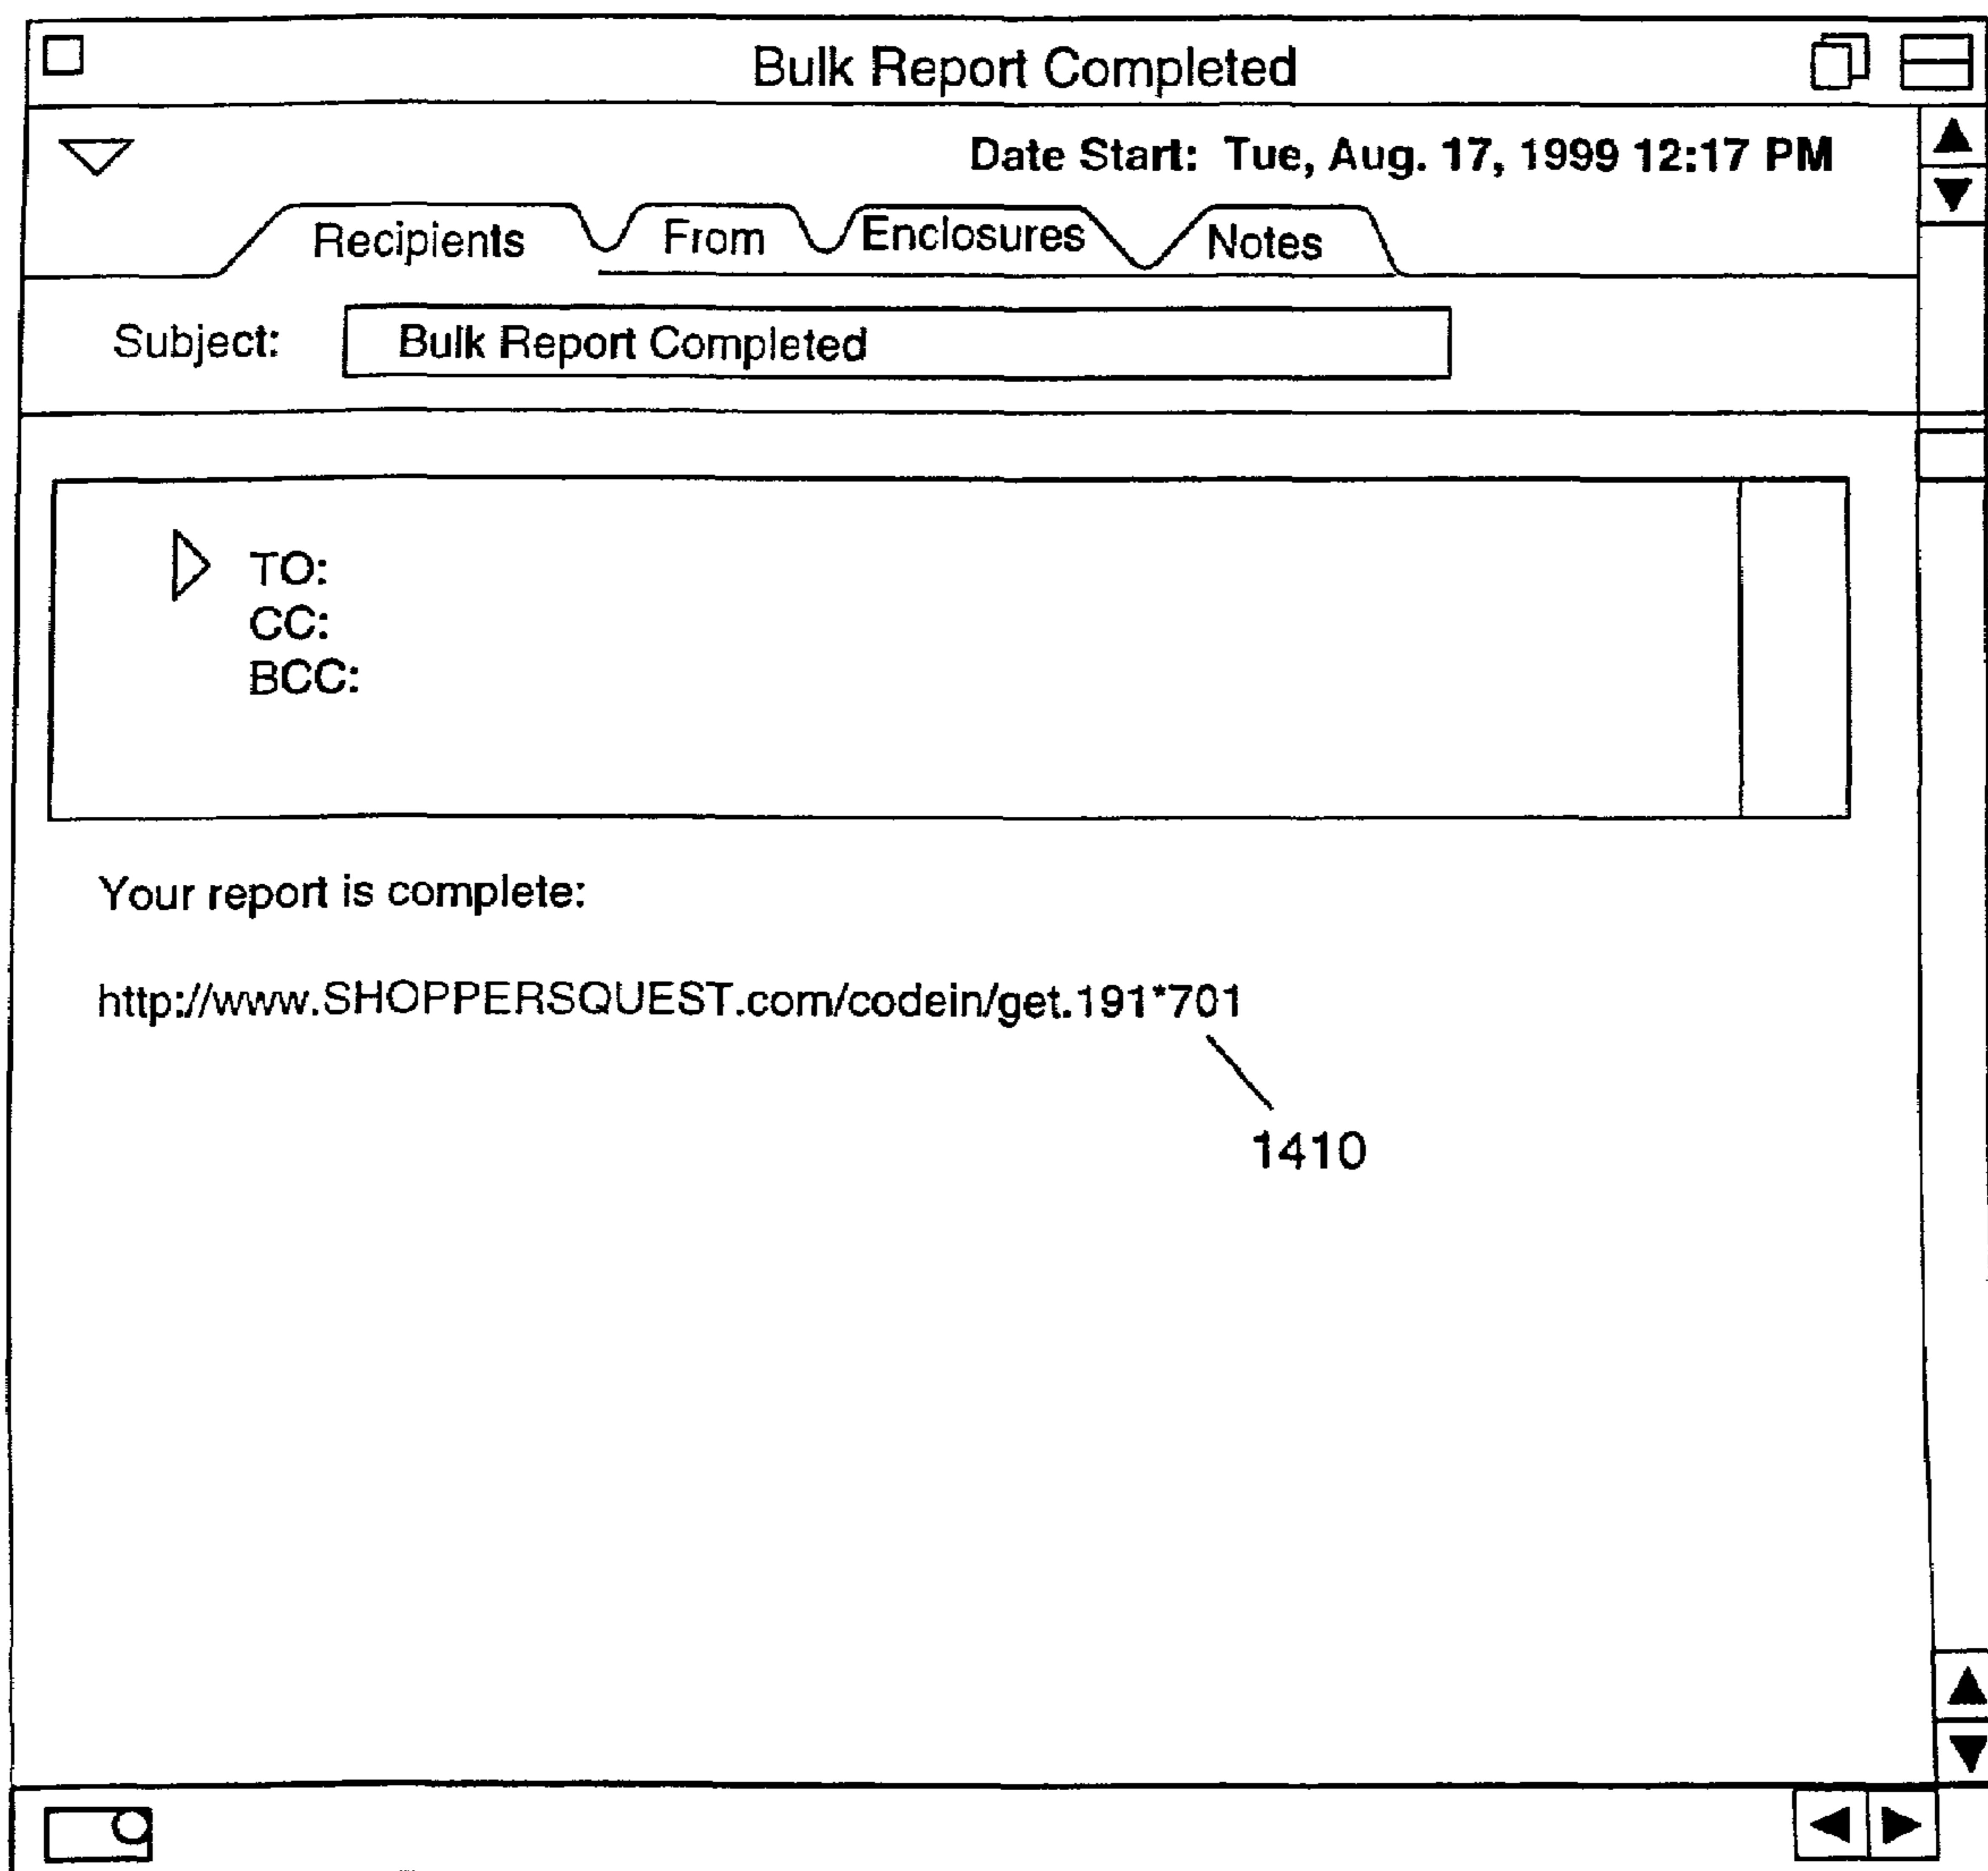 Bulk Report Completed
Date Start: Tue, Aug. 17, 1999 12:17 PM
Recipients From Enclosures Notes
Subject: Bulk Report Completed
TO:
CC:
BCC:
Your report is complete:
http://www.SHOPPERSQUEST.com/codein/get.191*701
1410